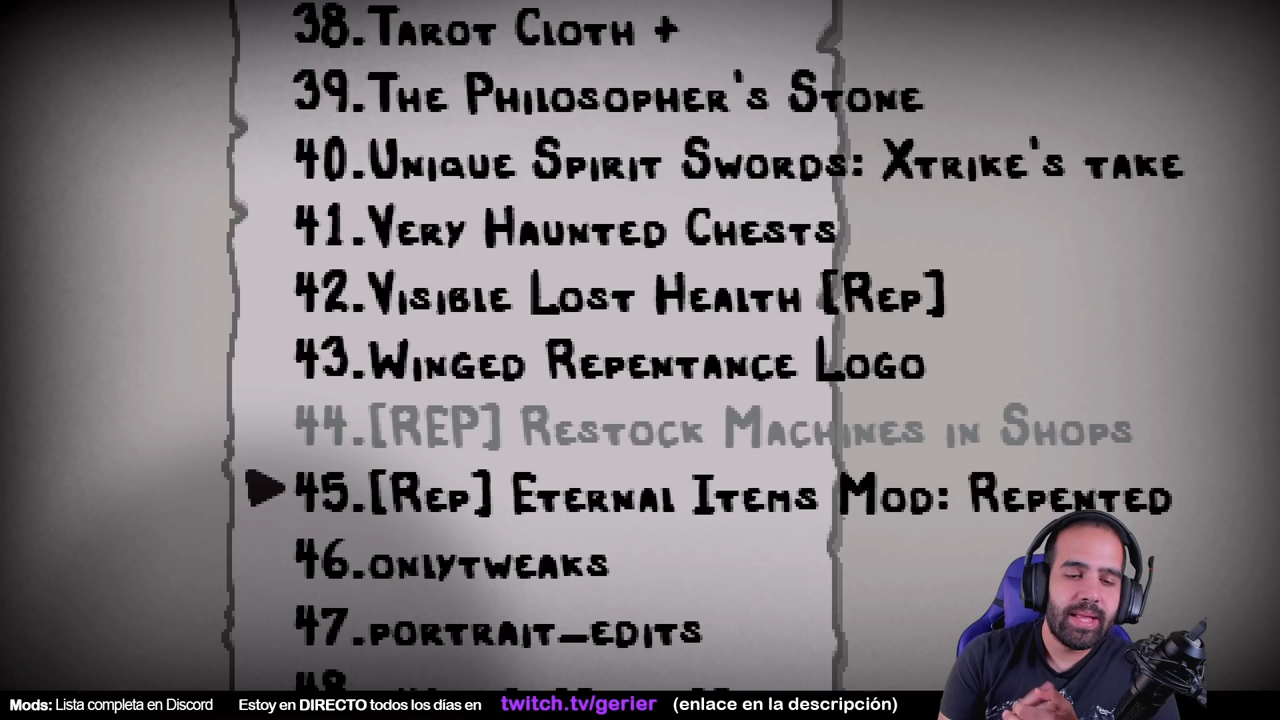 38.Tarot Cloth +
39.The Philosopher's Stone
40.Unique Spirit Swords: Xtrike's take
41.Very Haunted Chests
42.Visible Lost Health [Rep]
43.Winged Repentance Logo
44.[REP] Restock Machines in Shops
45.[Rep] Eternal Items Mod: Repented
46.onlytweaks
47.portrait_edits
48.
Mods: Lista completa en Discord Estoy en DIRECTO todos los días en twitch.tv/gerier (enlace en la descripción)